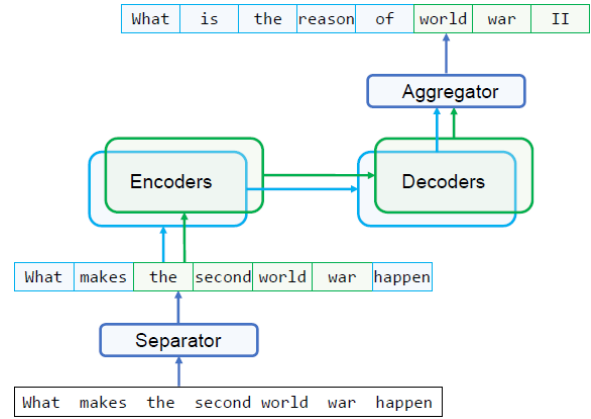 What is the reason of world war II
Aggregator
Encoders
Decoders
What makes the second world war happen
Separator
What makes the second world war happen